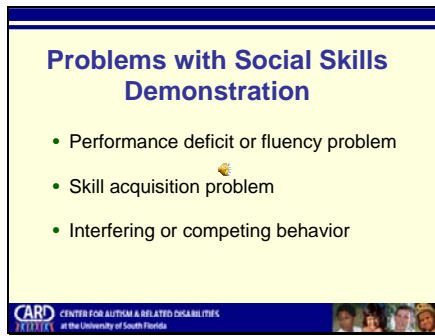 Problems with Social Skills
Demonstration
• Performance deficit or fluency problem
• Skill acquisition problem
• Interfering or competing behavior
CARD CENTER FOR AUTISM & RELATED DISABILITIES
at the University of South Florida